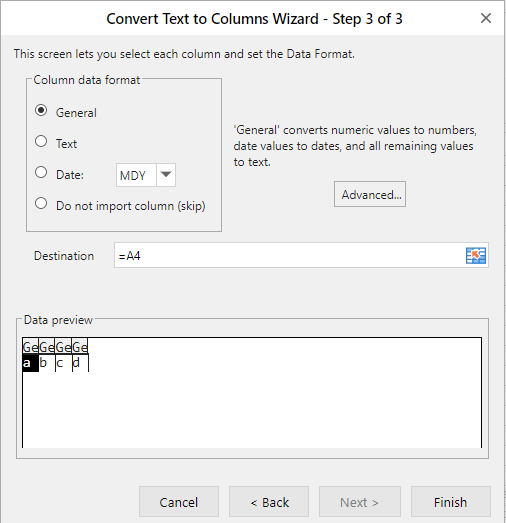 Convert Text to Columns Wizard - Step 3 of 3
This screen lets you select each column and set the Data Format.
Column data format
General
Text
Date: MDY
Do not import column (skip)
'General' converts numeric values to numbers,
date values to dates, and all remaining values
to text.
Advanced...
Destination =A4
Data preview
Ge Ge Ge Ge
a b c d
Cancel < Back Next > Finish